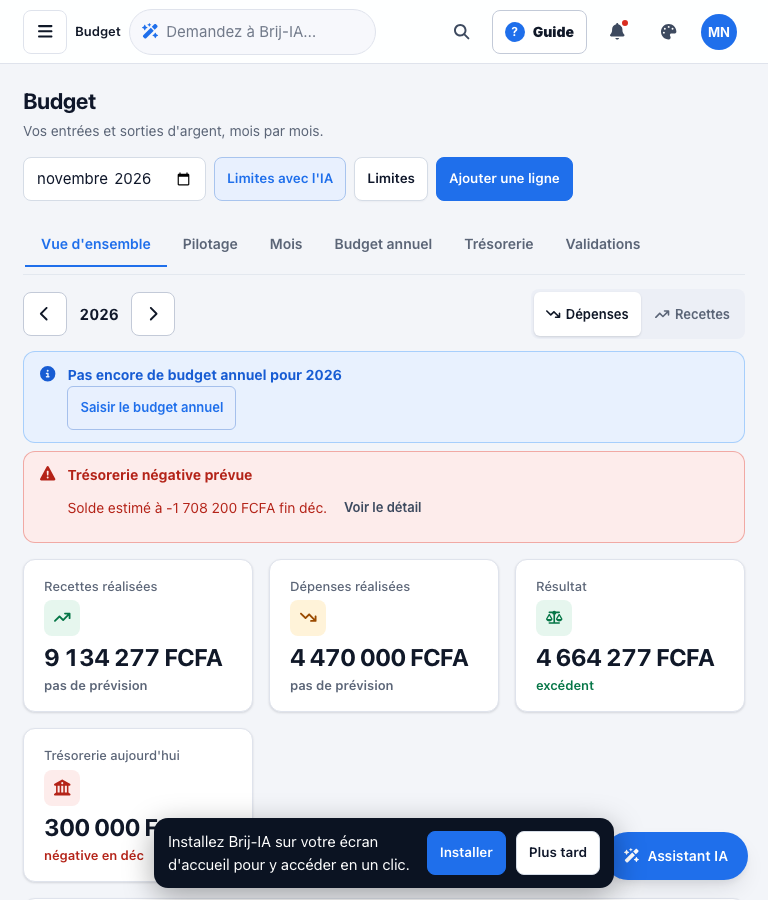 Budget
Demandez à Brij-IA...
? Guide
MN
Budget
Vos entrées et sorties d'argent, mois par mois.
novembre 2026
Limites avec l'IA
Limites
Ajouter une ligne
Vue d'ensemble
Pilotage
Mois
Budget annuel
Trésorerie
Validations
2026
Dépenses
Recettes
Pas encore de budget annuel pour 2026
Saisir le budget annuel
Trésorerie négative prévue
Solde estimé à -1 708 200 FCFA fin déc.
Voir le détail
Recettes réalisées
9 134 277 FCFA
pas de prévision
Dépenses réalisées
4 470 000 FCFA
pas de prévision
Résultat
4 664 277 FCFA
excédent
Trésorerie aujourd'hui
300 000
négative en déc
Installez Brij-IA sur votre écran
d'accueil pour y accéder en un clic.
Installer
Plus tard
Assistant IA